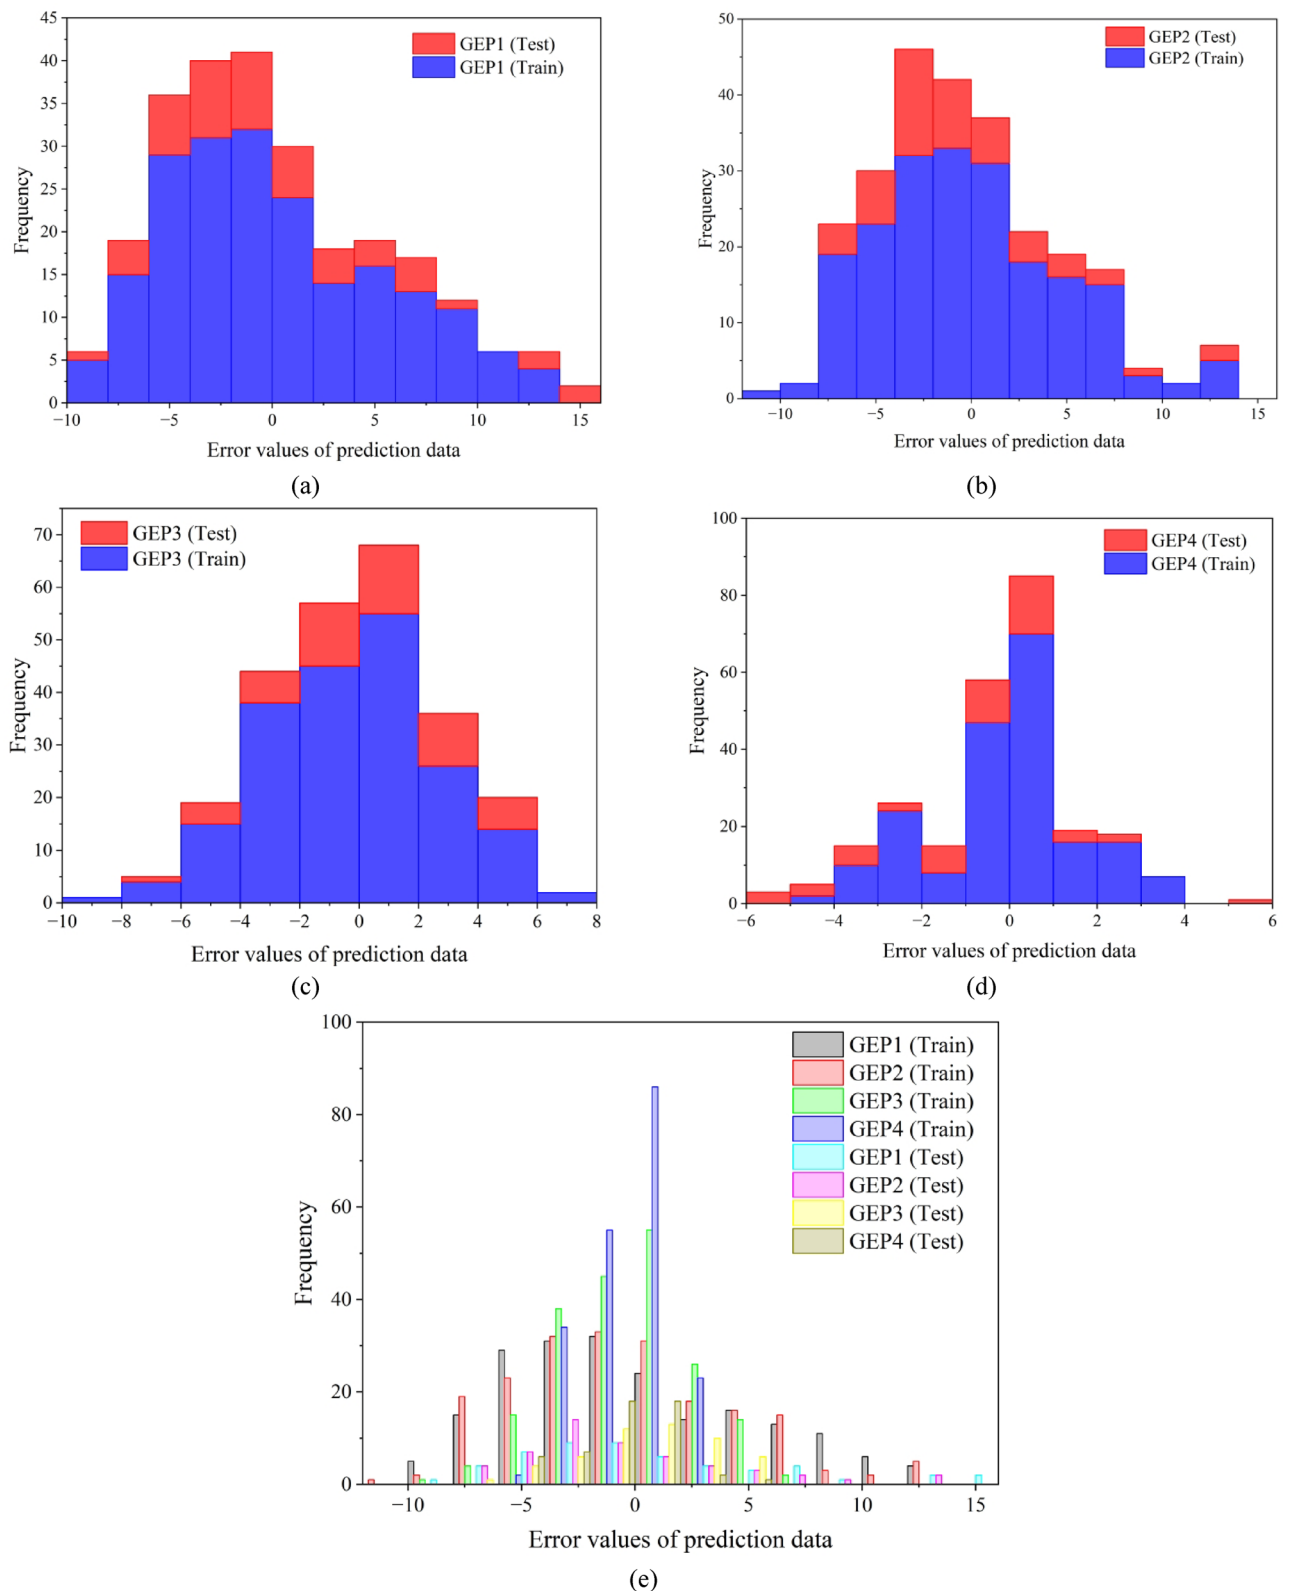 45
40
35
30
25
20
15
10
5
0
Frequency
GEP1 (Test)
GEP1 (Train)
−10
−5
0
5
10
15
Error values of prediction data
(a)
50
40
30
20
10
0
Frequency
GEP2 (Test)
GEP2 (Train)
−10
−5
0
5
10
15
Error values of prediction data
(b)
70
60
50
40
30
20
10
0
Frequency
GEP3 (Test)
GEP3 (Train)
−10
−8
−6
−4
−2
0
2
4
6
8
Error values of prediction data
(c)
100
80
60
40
20
0
Frequency
GEP4 (Test)
GEP4 (Train)
−6
−4
−2
0
2
4
6
Error values of prediction data
(d)
100
80
60
40
20
0
Frequency
GEP1 (Train)
GEP2 (Train)
GEP3 (Train)
GEP4 (Train)
GEP1 (Test)
GEP2 (Test)
GEP3 (Test)
GEP4 (Test)
−10
−5
0
5
10
15
Error values of prediction data
(e)